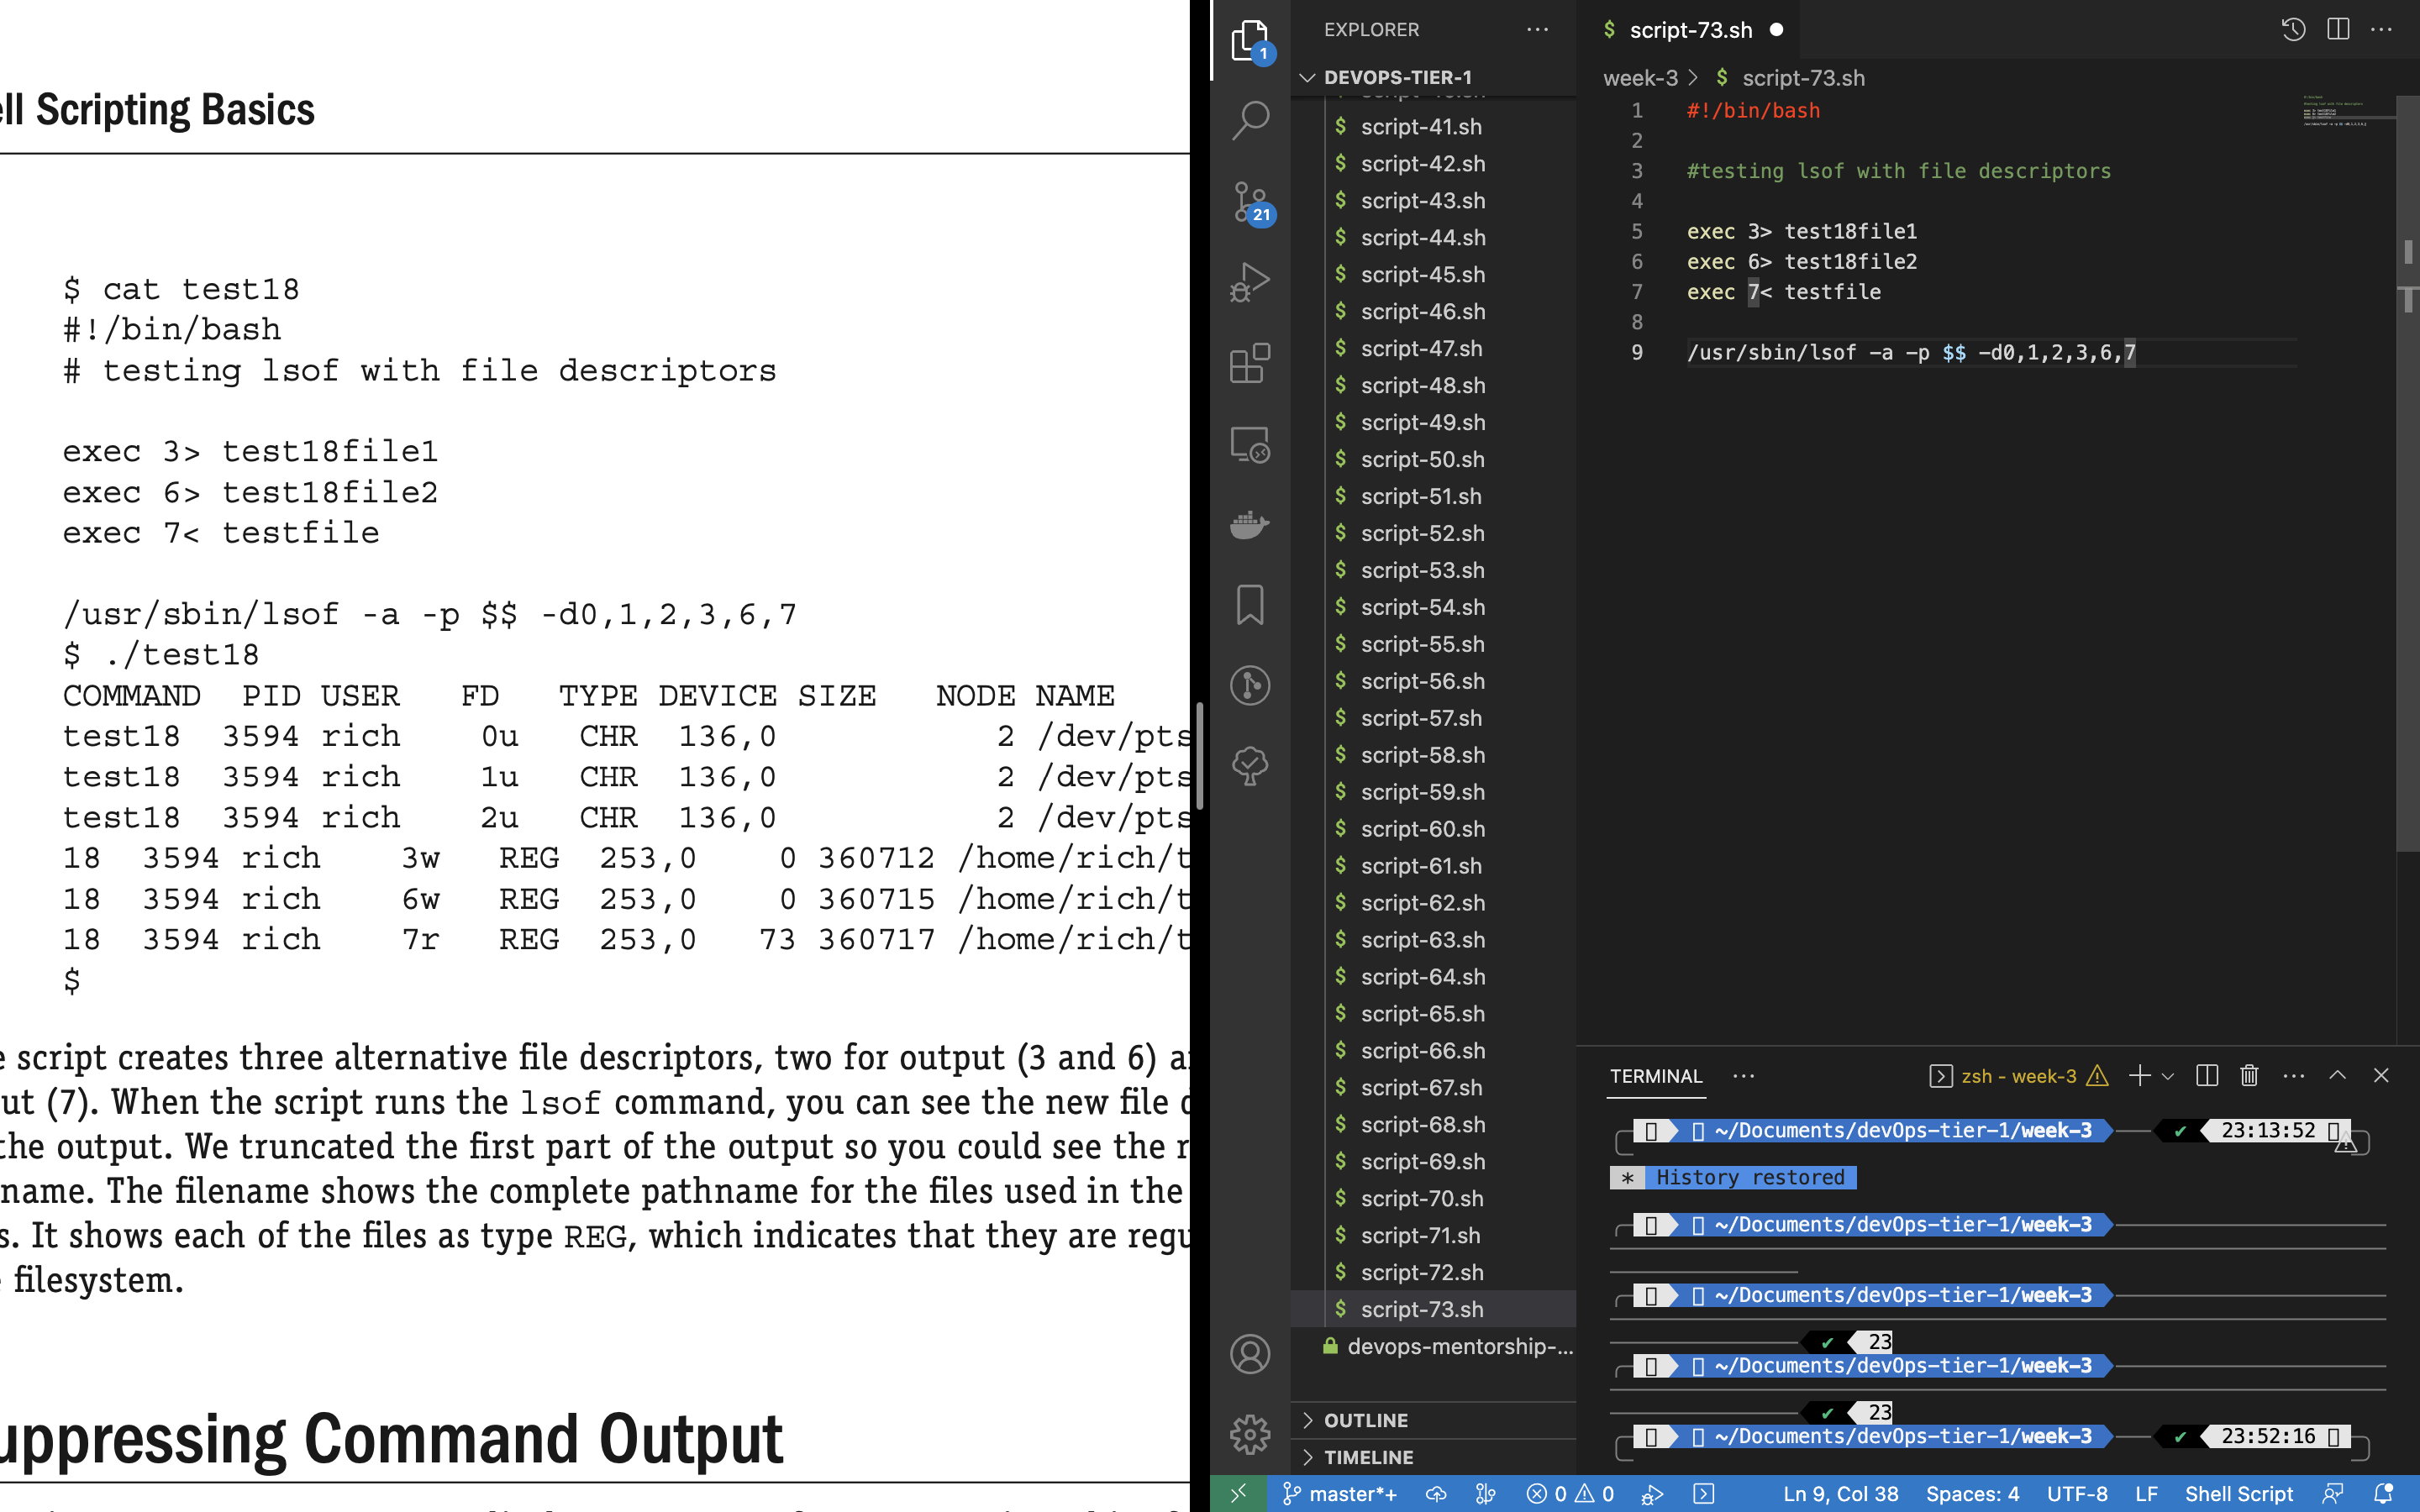 ell Scripting Basics
$ cat test18
#!/bin/bash
# testing lsof with file descriptors
exec 3> test18file1
exec 6> test18file2
exec 7< testfile
/usr/sbin/lsof -a -p $$ -d0,1,2,3,6,7
$ ./test18
COMMAND PID USER FD TYPE DEVICE SIZE NODE NAME
test18 3594 rich 0u CHR 136,0 2 /dev/pts
test18 3594 rich 1u CHR 136,0 2 /dev/pts
test18 3594 rich 2u CHR 136,0 2 /dev/pts
18 3594 rich 3w REG 253,0 0 360712 /home/rich/t
18 3594 rich 6w REG 253,0 0 360715 /home/rich/t
18 3594 rich 7r REG 253,0 73 360717 /home/rich/t
$
e script creates three alternative file descriptors, two for output (3 and 6) a
ut (7). When the script runs the lsof command, you can see the new file d
the output. We truncated the first part of the output so you could see the r
name. The filename shows the complete pathname for the files used in the
s. It shows each of the files as type REG, which indicates that they are regu
filesystem.
uppressing Command Output
1
21
EXPLORER ···
DEVOPS-TIER-1
script-41.sh
script-42.sh
script-43.sh
script-44.sh
script-45.sh
script-46.sh
script-47.sh
script-48.sh
script-49.sh
script-50.sh
script-51.sh
script-52.sh
script-53.sh
script-54.sh
script-55.sh
script-56.sh
script-57.sh
script-58.sh
script-59.sh
script-60.sh
script-61.sh
script-62.sh
script-63.sh
script-64.sh
script-65.sh
script-66.sh
script-67.sh
script-68.sh
script-69.sh
script-70.sh
script-71.sh
script-72.sh
script-73.sh
devops-mentorship-...
OUTLINE
TIMELINE
$ script-73.sh
week-3 > $ script-73.sh
1 #!/bin/bash
2
3 #testing lsof with file descriptors
4
5 exec 3> test18file1
6 exec 6> test18file2
7 exec 7< testfile
8
9 /usr/sbin/lsof -a -p $$ -d0,1,2,3,6,7
TERMINAL ··· zsh - week-3
~/Documents/devOps-tier-1/week-3 ✔ 23:13:52
* History restored
~/Documents/devOps-tier-1/week-3
~/Documents/devOps-tier-1/week-3
✔ 23
~/Documents/devOps-tier-1/week-3
✔ 23
~/Documents/devOps-tier-1/week-3 ✔ 23:52:16
master*+ 0 0 Ln 9, Col 38 Spaces: 4 UTF-8 LF Shell Script